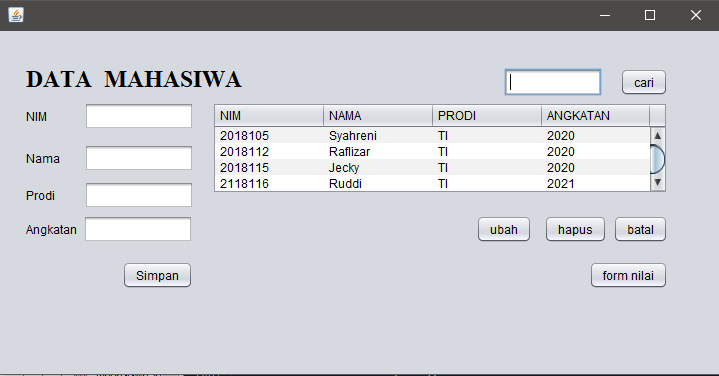 DATA MAHASIWA
cari
NIM
NIM NAMA PRODI ANGKATAN
2018105 Syahreni TI 2020
2018112 Raflizar TI 2020
2018115 Jecky TI 2020
2118116 Ruddi TI 2021
Nama
Prodi
Angkatan
ubah hapus batal
Simpan
form nilai